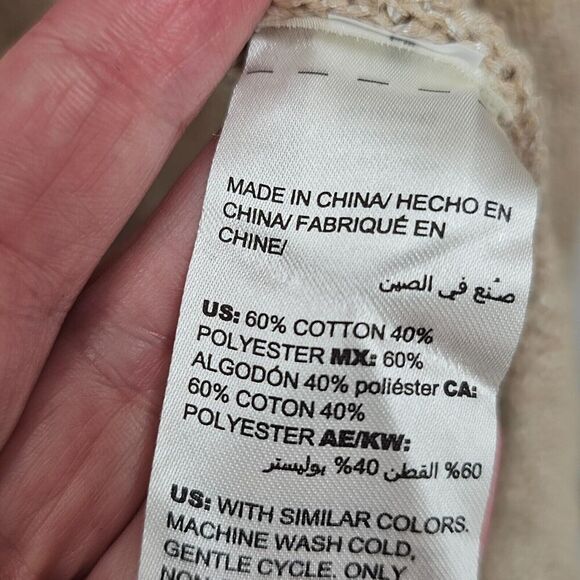 MADE IN CHINA/ HECHO EN
CHINA/ FABRIQUÉ EN
CHINE/
صنع في الصين
US: 60% COTTON 40%
POLYESTER MX: 60%
ALGODÓN 40% poliéster CA:
60% COTON 40%
POLYESTER AE/KW:
60% القطن 40% بوليستر
US: WITH SIMILAR COLORS.
MACHINE WASH COLD,
GENTLE CYCLE. ONLY